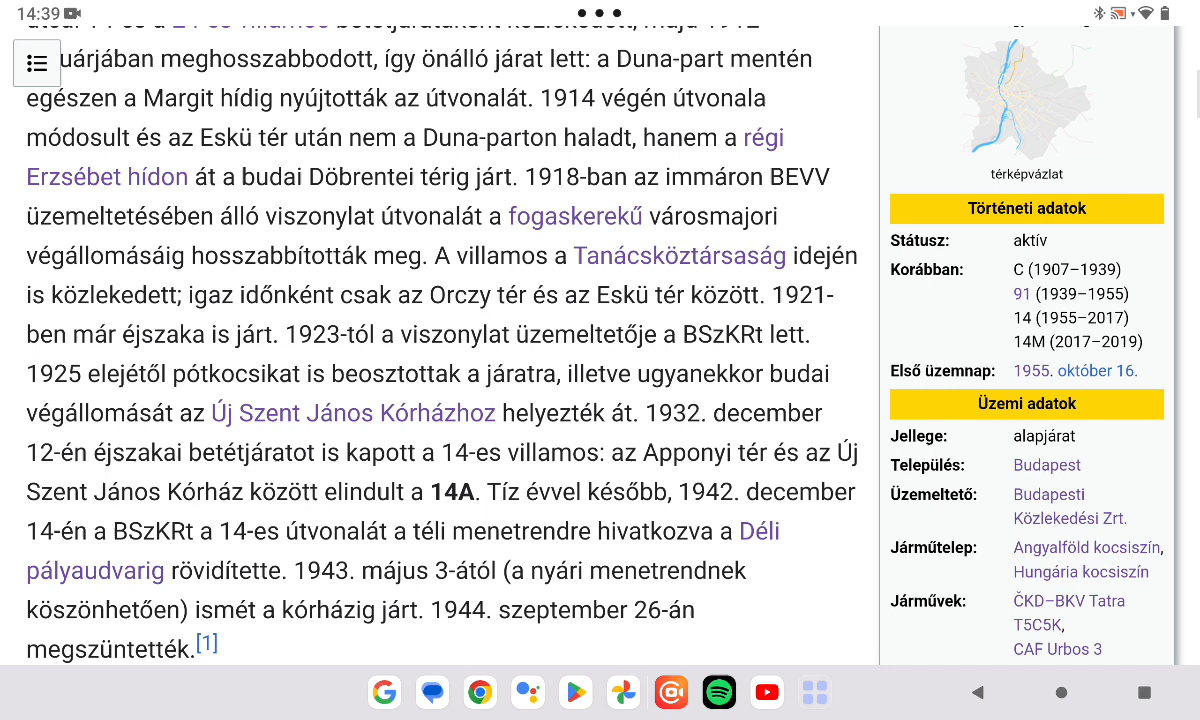 14:39
uárjában meghosszabbodott, így önálló járat lett: a Duna-part mentén
egészen a Margit hídig nyújtották az útvonalát. 1914 végén útvonala
módosult és az Eskü tér után nem a Duna-parton haladt, hanem a régi
Erzsébet hídon át a budai Döbrentei térig járt. 1918-ban az immáron BEVV
üzemeltetésében álló viszonylat útvonalát a fogaskerekű városmajori
végállomásáig hosszabbították meg. A villamos a Tanácsköztársaság idején
is közlekedett; igaz időnként csak az Orczy tér és az Eskü tér között. 1921-
ben már éjszaka is járt. 1923-tól a viszonylat üzemeltetője a BSzKRt lett.
1925 elejétől pótkocsikat is beosztottak a járatra, illetve ugyanekkor budai
végállomását az Új Szent János Kórházhoz helyezték át. 1932. december
12-én éjszakai betétjáratot is kapott a 14-es villamos: az Apponyi tér és az Új
Szent János Kórház között elindult a 14A. Tíz évvel később, 1942. december
14-én a BSzKRt a 14-es útvonalát a téli menetrendre hivatkozva a Déli
pályaudvarig rövidítette. 1943. május 3-ától (a nyári menetrendnek
köszönhetően) ismét a kórházig járt. 1944. szeptember 26-án
megszüntették.[1]
térképvázlat
Történeti adatok
Státusz: aktív
Korábban: C (1907–1939)
91 (1939–1955)
14 (1955–2017)
14M (2017–2019)
Első üzemnap: 1955. október 16.
Üzemi adatok
Jellege: alapjárat
Település: Budapest
Üzemeltető: Budapesti
Közlekedési Zrt.
Járműtelep: Angyalföld kocsiszín,
Hungária kocsiszín
Járművek: ČKD–BKV Tatra
T5C5K,
CAF Urbos 3